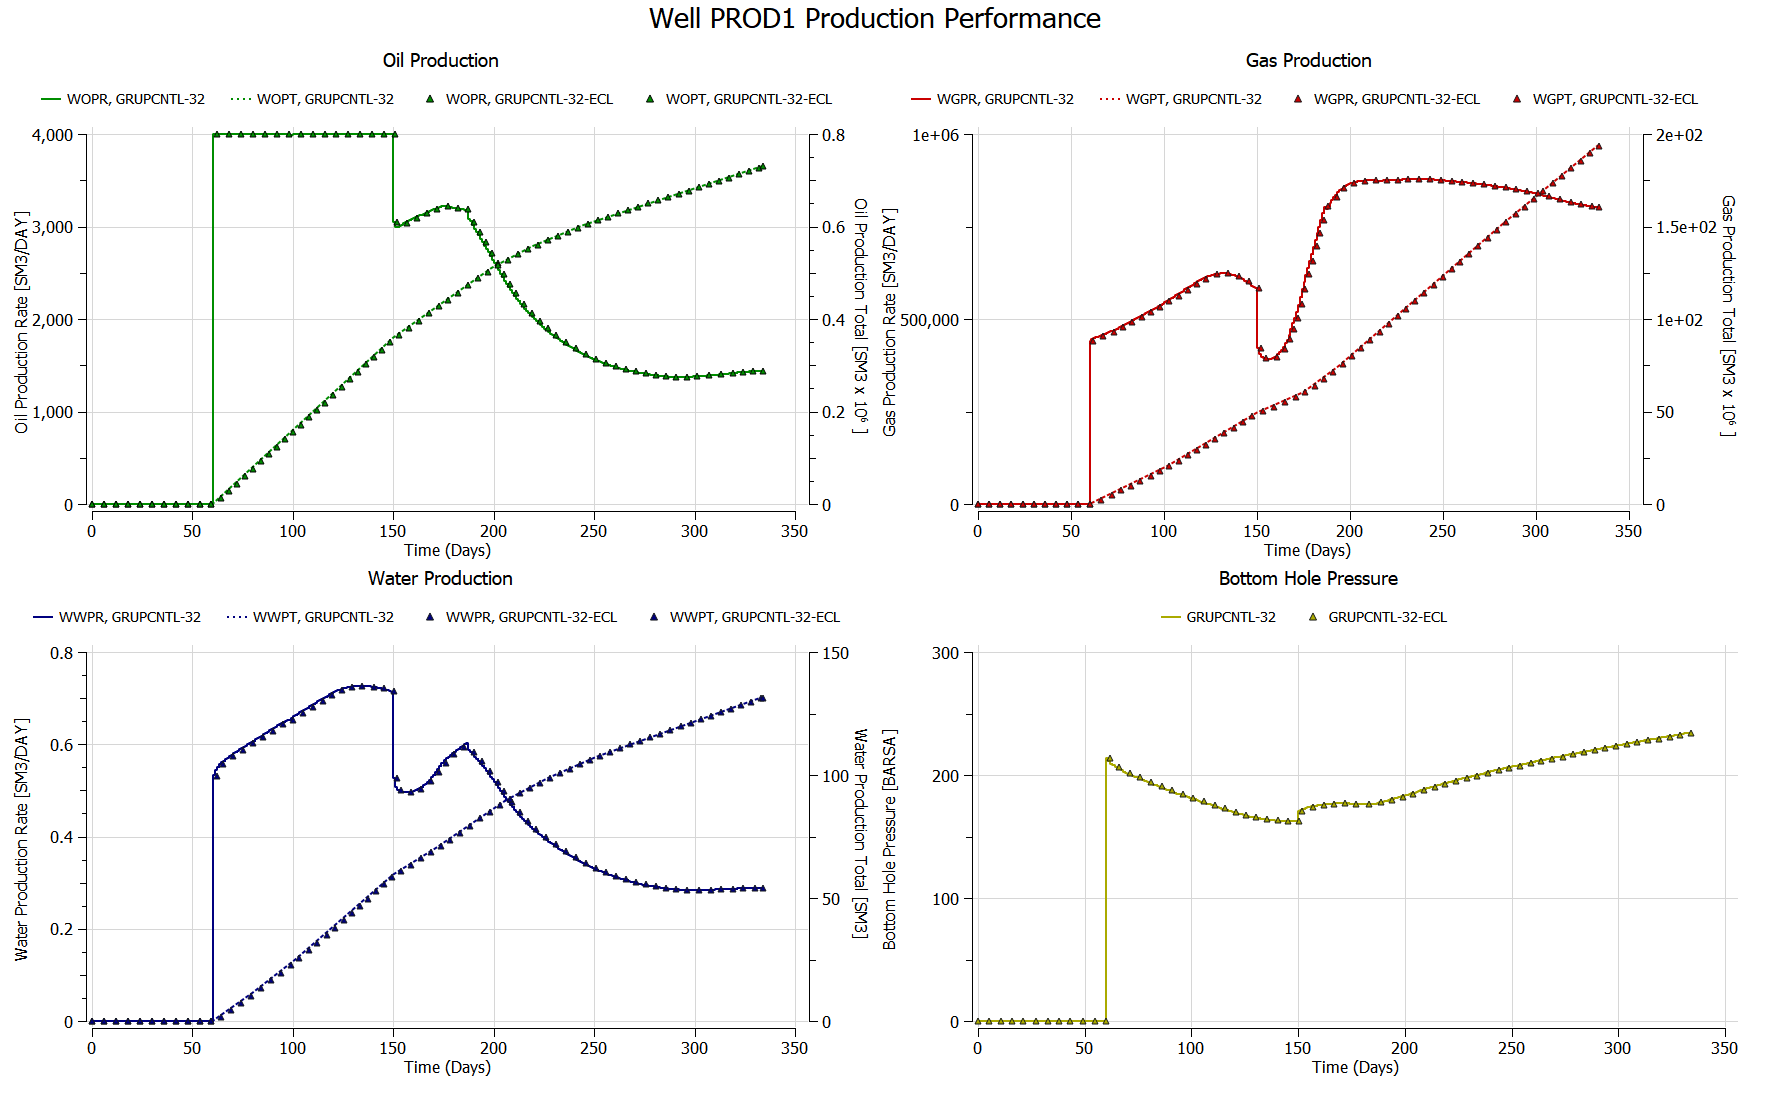 Well PROD1 Production Performance
Oil Production
WOPR, GRUPCNTL-32 WOPT, GRUPCNTL-32 WOPR, GRUPCNTL-32-ECL WOPT, GRUPCNTL-32-ECL
4,000
3,000
2,000
1,000
0
Oil Production Rate [SM3/DAY]
0.8
0.6
0.4
0.2
0
Oil Production Total [SM3 x 10⁶ ]
0 50 100 150 200 250 300 350
Time (Days)
Gas Production
WGPR, GRUPCNTL-32 WGPT, GRUPCNTL-32 WGPR, GRUPCNTL-32-ECL WGPT, GRUPCNTL-32-ECL
1e+06
500,000
0
Gas Production Rate [SM3/DAY]
2e+02
1.5e+02
1e+02
50
0
Gas Production Total [SM3 x 10⁶ ]
0 50 100 150 200 250 300 350
Time (Days)
Water Production
WWPR, GRUPCNTL-32 WWPT, GRUPCNTL-32 WWPR, GRUPCNTL-32-ECL WWPT, GRUPCNTL-32-ECL
0.8
0.6
0.4
0.2
0
Water Production Rate [SM3/DAY]
150
100
50
0
Water Production Total [SM3]
0 50 100 150 200 250 300 350
Time (Days)
Bottom Hole Pressure
GRUPCNTL-32 GRUPCNTL-32-ECL
300
200
100
0
Bottom Hole Pressure [BARSA]
0 50 100 150 200 250 300 350
Time (Days)